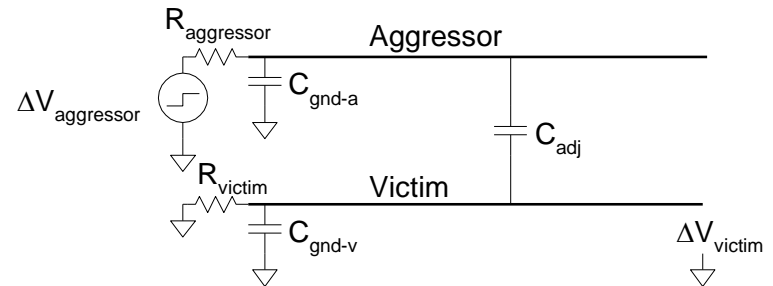 R_aggressor
Aggressor
C_gnd-a
ΔV_aggressor
C_adj
R_victim
Victim
C_gnd-v
ΔV_victim